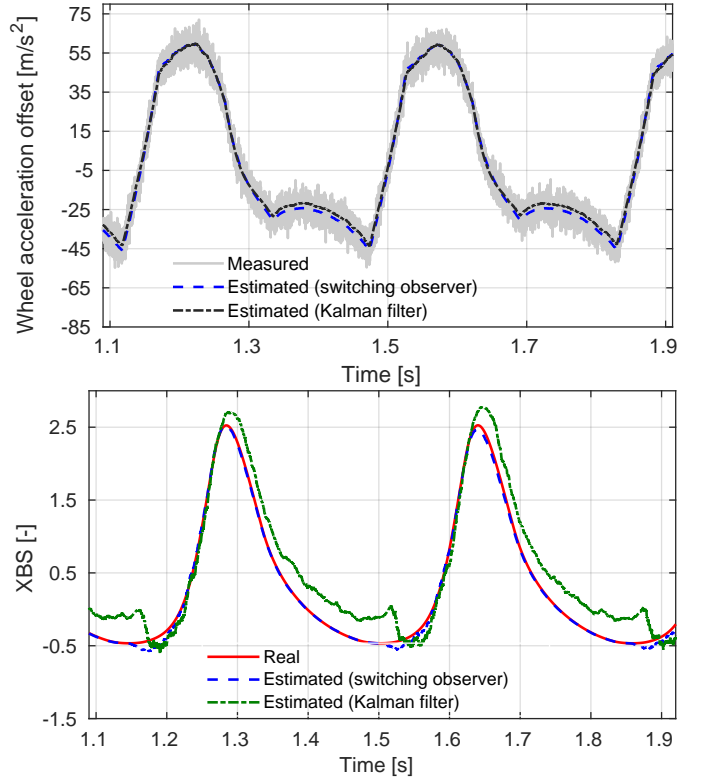 75
55
35
15
-5
-25
-45
-65
-85
Wheel acceleration offset [m/s²]
Measured
Estimated (switching observer)
Estimated (Kalman filter)
1.1 1.3 1.5 1.7 1.9
Time [s]
2.5
1.5
0.5
-0.5
-1.5
XBS [-]
Real
Estimated (switching observer)
Estimated (Kalman filter)
1.1 1.2 1.3 1.4 1.5 1.6 1.7 1.8 1.9
Time [s]